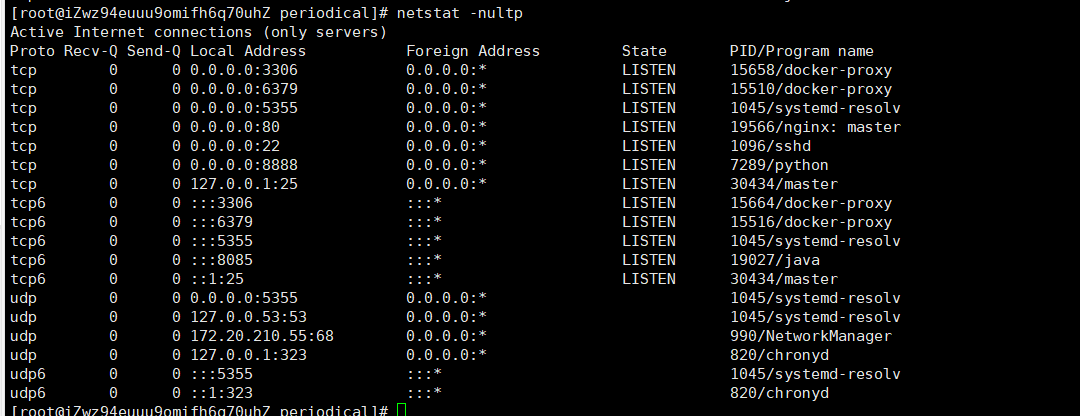 [root@iZwz94euuu9omifh6q70uhZ periodical]# netstat -nultp
Active Internet connections (only servers)
Proto Recv-Q Send-Q Local Address           Foreign Address         State       PID/Program name
tcp        0      0 0.0.0.0:3306            0.0.0.0:*               LISTEN      15658/docker-proxy
tcp        0      0 0.0.0.0:6379            0.0.0.0:*               LISTEN      15510/docker-proxy
tcp        0      0 0.0.0.0:5355            0.0.0.0:*               LISTEN      1045/systemd-resolv
tcp        0      0 0.0.0.0:80              0.0.0.0:*               LISTEN      19566/nginx: master
tcp        0      0 0.0.0.0:22              0.0.0.0:*               LISTEN      1096/sshd
tcp        0      0 0.0.0.0:8888            0.0.0.0:*               LISTEN      7289/python
tcp        0      0 127.0.0.1:25            0.0.0.0:*               LISTEN      30434/master
tcp6       0      0 :::3306                 :::*                    LISTEN      15664/docker-proxy
tcp6       0      0 :::6379                 :::*                    LISTEN      15516/docker-proxy
tcp6       0      0 :::5355                 :::*                    LISTEN      1045/systemd-resolv
tcp6       0      0 :::8085                 :::*                    LISTEN      19027/java
tcp6       0      0 ::1:25                  :::*                    LISTEN      30434/master
udp        0      0 0.0.0.0:5355            0.0.0.0:*                           1045/systemd-resolv
udp        0      0 127.0.0.53:53           0.0.0.0:*                           1045/systemd-resolv
udp        0      0 172.20.210.55:68        0.0.0.0:*                           990/NetworkManager
udp        0      0 127.0.0.1:323           0.0.0.0:*                           820/chronyd
udp6       0      0 :::5355                 :::*                                1045/systemd-resolv
udp6       0      0 ::1:323                 :::*                                820/chronyd
[root@iZwz94euuu9omifh6q70uhZ periodical]#